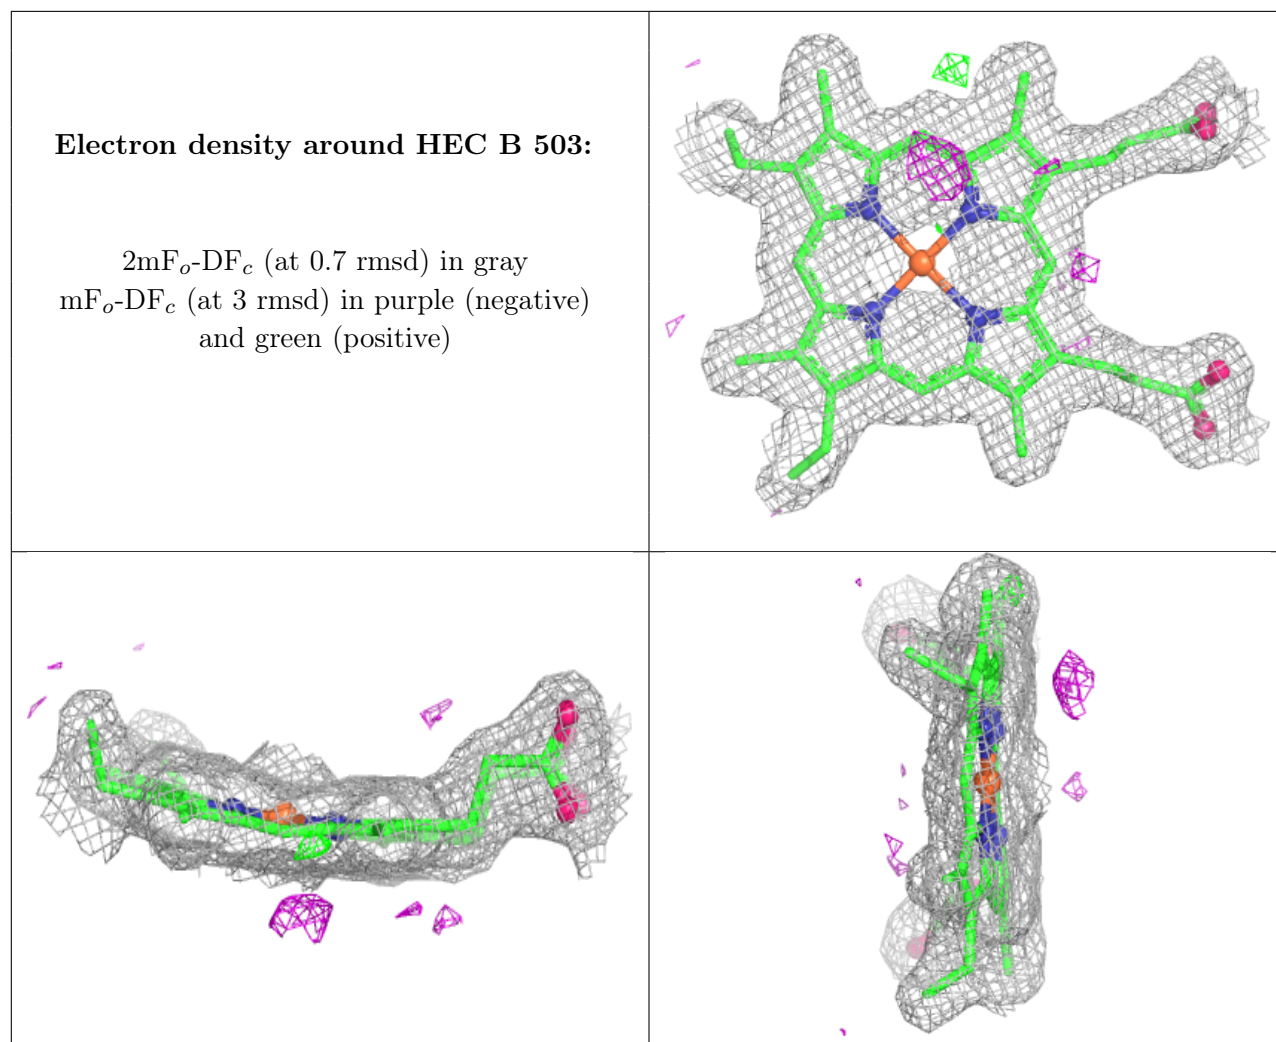 Electron density around HEC B 503:
2mFₒ-DF𝒸 (at 0.7 rmsd) in gray
mFₒ-DF𝒸 (at 3 rmsd) in purple (negative)
and green (positive)